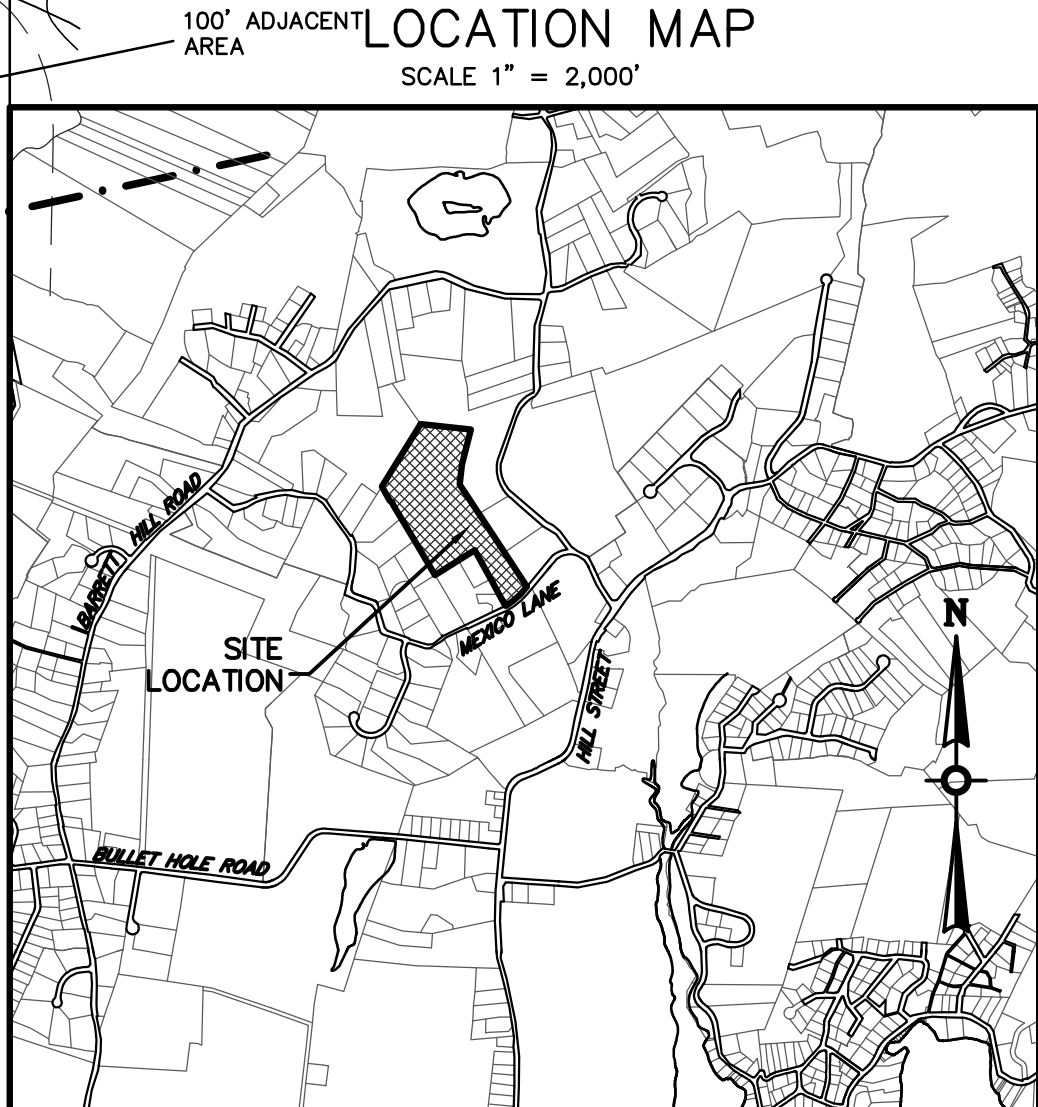 100' ADJACENT
AREA
LOCATION MAP
SCALE 1" = 2,000'
BARRETT HILL ROAD
SITE
LOCATION
MEXICO LANE
HILL STREET
N
BULLET HOLE ROAD